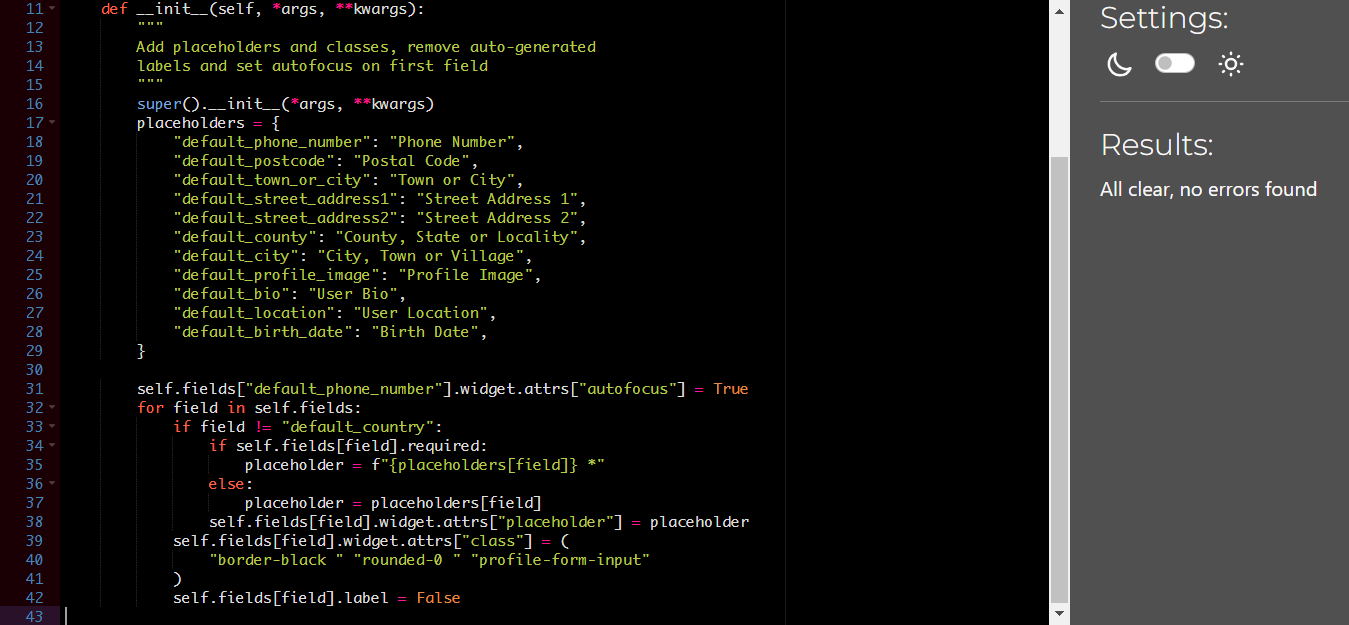 11 def __init__(self, *args, **kwargs):
12 """
13 Add placeholders and classes, remove auto-generated
14 labels and set autofocus on first field
15 """
16 super().__init__(*args, **kwargs)
17 placeholders = {
18 "default_phone_number": "Phone Number",
19 "default_postcode": "Postal Code",
20 "default_town_or_city": "Town or City",
21 "default_street_address1": "Street Address 1",
22 "default_street_address2": "Street Address 2",
23 "default_county": "County, State or Locality",
24 "default_city": "City, Town or Village",
25 "default_profile_image": "Profile Image",
26 "default_bio": "User Bio",
27 "default_location": "User Location",
28 "default_birth_date": "Birth Date",
29 }
30
31 self.fields["default_phone_number"].widget.attrs["autofocus"] = True
32 for field in self.fields:
33 if field != "default_country":
34 if self.fields[field].required:
35 placeholder = f"{placeholders[field]} *"
36 else:
37 placeholder = placeholders[field]
38 self.fields[field].widget.attrs["placeholder"] = placeholder
39 self.fields[field].widget.attrs["class"] = (
40 "border-black " "rounded-0 " "profile-form-input"
41 )
42 self.fields[field].label = False
43
Settings:
Results:
All clear, no errors found